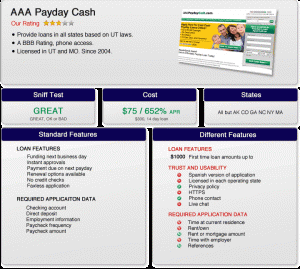 AAA Payday Cash
Our Rating
Provide loans in all states based on UT laws.
A BBB Rating, phone access.
Licensed in UT and MO. Since 2004.
Sniff Test
GREAT
GREAT, OK or BAD
Cost
$75 / 652% APR
$300, 14 day loan
States
All but AK CO GA NC NY MA
Standard Features
LOAN FEATURES
Funding next business day
Instant approvals
Payment due on next payday
Renewal options available
No credit checks
Faxless application
REQUIRED APPLICAITON DATA
Checking account
Direct deposit
Employment information
Paycheck frequency
Paycheck amount
Different Features
LOAN FEATURES
$1000 First time loan amounts up to
TRUST AND USABILITY
Spanish version of application
Licensed in each operating state
Privacy policy
HTTPS
Phone contact
Live chat
REQUIRED APPLICATION DATA
Time at current residence
Rent/own
Rent or mortgage amount
Time with employer
References